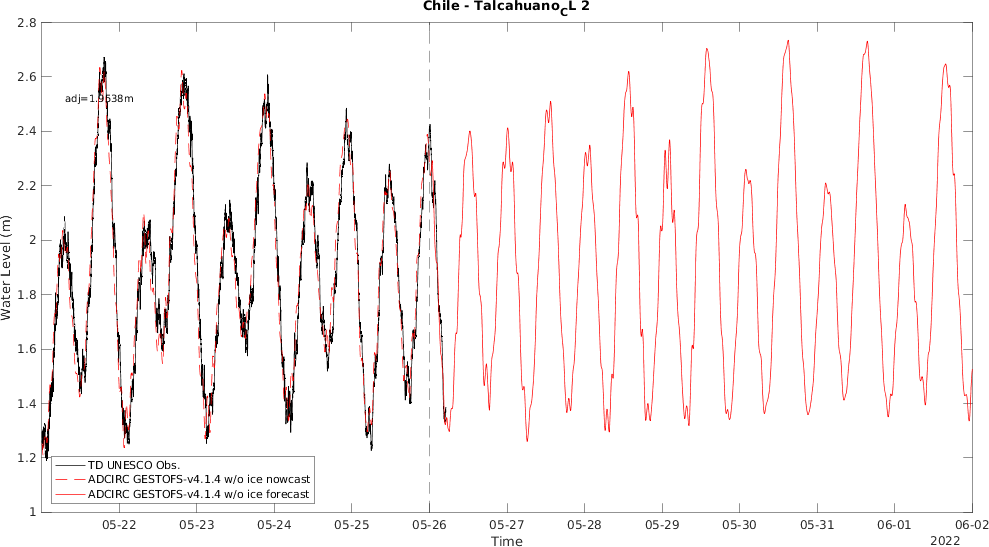 Chile - Talcahuano_CL 2
2.8
2.6
2.4
2.2
2
1.8
1.6
1.4
1.2
1
Water Level (m)
adj=1.9638m
TD UNESCO Obs.
ADCIRC GESTOFS-v4.1.4 w/o ice nowcast
ADCIRC GESTOFS-v4.1.4 w/o ice forecast
05-22 05-23 05-24 05-25 05-26 05-27 05-28 05-29 05-30 05-31 06-01 06-02
Time
2022